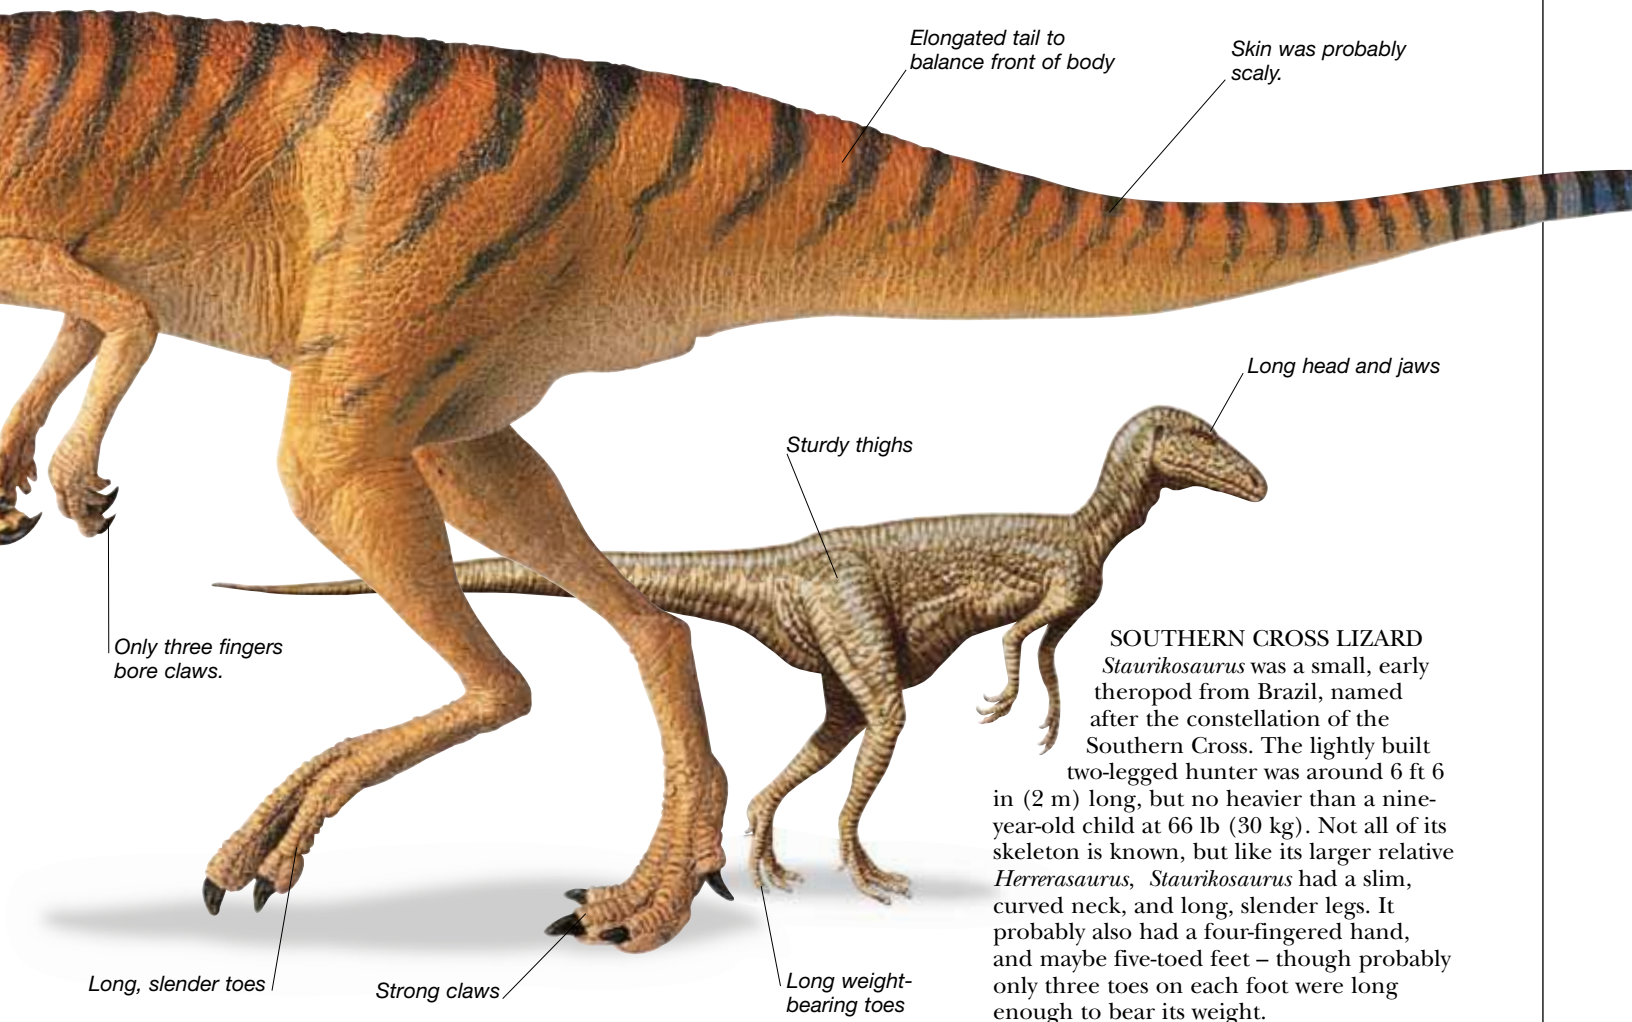 Elongated tail to
balance front of body
Skin was probably
scaly.
Long head and jaws
Sturdy thighs
Only three fingers
bore claws.
SOUTHERN CROSS LIZARD
Staurikosaurus was a small, early
theropod from Brazil, named
after the constellation of the
Southern Cross. The lightly built
two-legged hunter was around 6 ft 6
in (2 m) long, but no heavier than a nine-
year-old child at 66 lb (30 kg). Not all of its
skeleton is known, but like its larger relative
Herrerasaurus, Staurikosaurus had a slim,
curved neck, and long, slender legs. It
probably also had a four-fingered hand,
and maybe five-toed feet – though probably
only three toes on each foot were long
enough to bear its weight.
Long, slender toes
Strong claws
Long weight-
bearing toes